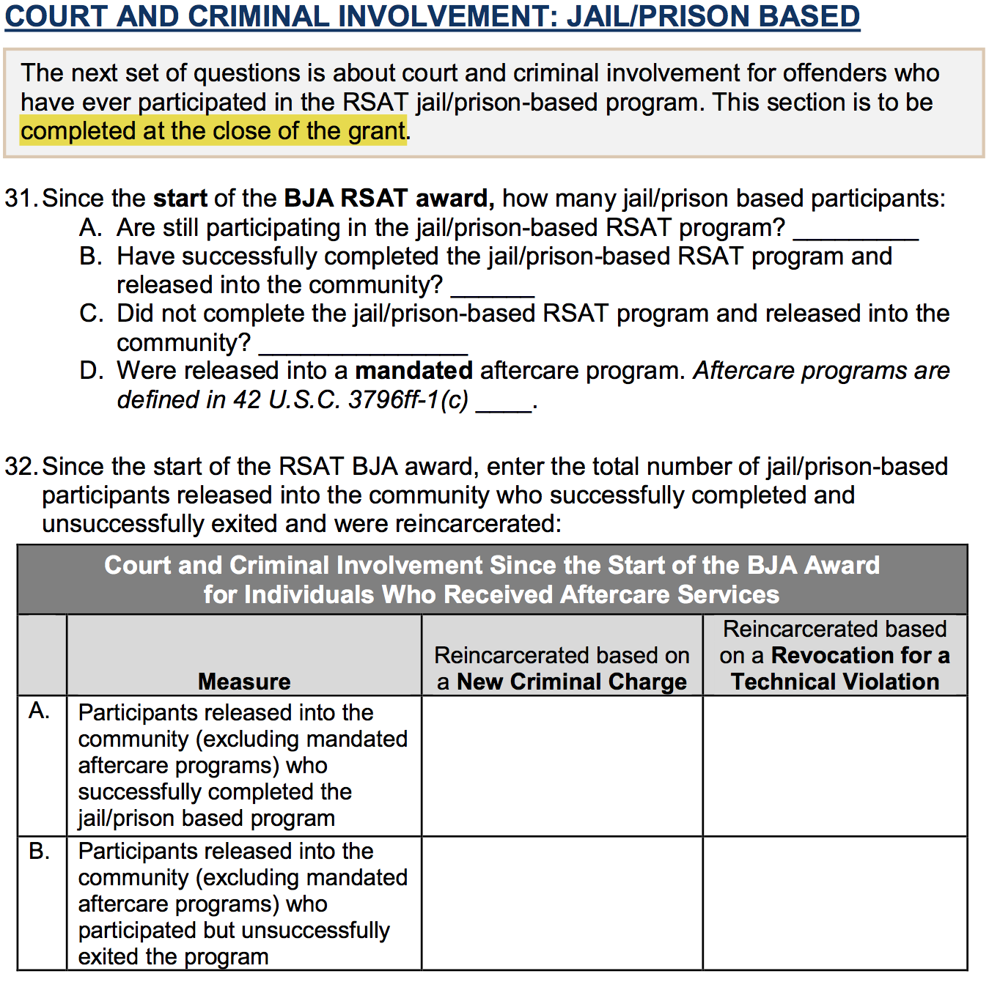 COURT AND CRIMINAL INVOLVEMENT: JAIL/PRISON BASED
The next set of questions is about court and criminal involvement for offenders who
have ever participated in the RSAT jail/prison-based program. This section is to be
completed at the close of the grant.
31. Since the start of the BJA RSAT award, how many jail/prison based participants:
A. Are still participating in the jail/prison-based RSAT program? _________
B. Have successfully completed the jail/prison-based RSAT program and
released into the community? ______
C. Did not complete the jail/prison-based RSAT program and released into the
community? _______________
D. Were released into a mandated aftercare program. Aftercare programs are
defined in 42 U.S.C. 3796ff-1(c) ____.
32. Since the start of the RSAT BJA award, enter the total number of jail/prison-based
participants released into the community who successfully completed and
unsuccessfully exited and were reincarcerated:
Court and Criminal Involvement Since the Start of the BJA Award
for Individuals Who Received Aftercare Services
Measure
Reincarcerated based on
a New Criminal Charge
Reincarcerated based
on a Revocation for a
Technical Violation
A.
Participants released into the
community (excluding mandated
aftercare programs) who
successfully completed the
jail/prison based program
B.
Participants released into the
community (excluding mandated
aftercare programs) who
participated but unsuccessfully
exited the program